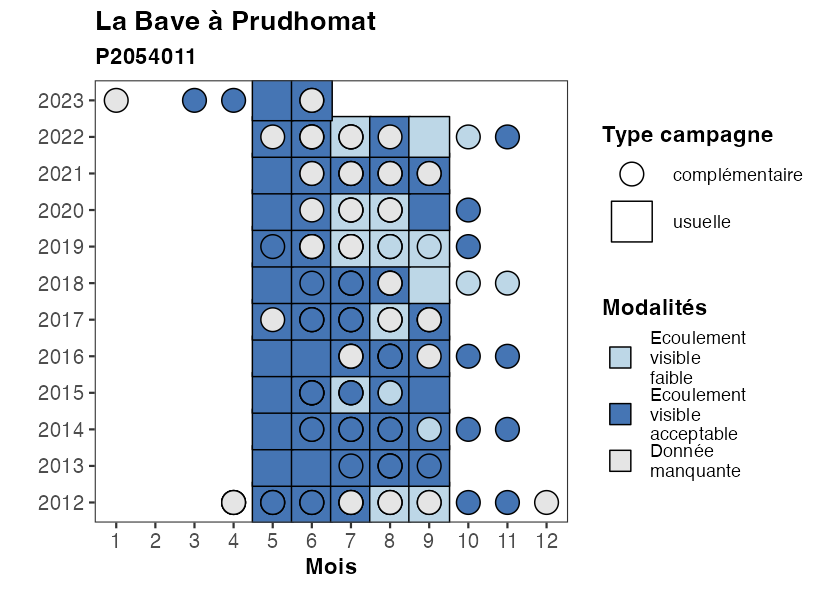 La Bave à Prudhomat
P2054011
2023
2022
2021
2020
2019
2018
2017
2016
2015
2014
2013
2012
1 2 3 4 5 6 7 8 9 10 11 12
Mois
Type campagne
complémentaire
usuelle
Modalités
Ecoulement
visible
faible
Ecoulement
visible
acceptable
Donnée
manquante